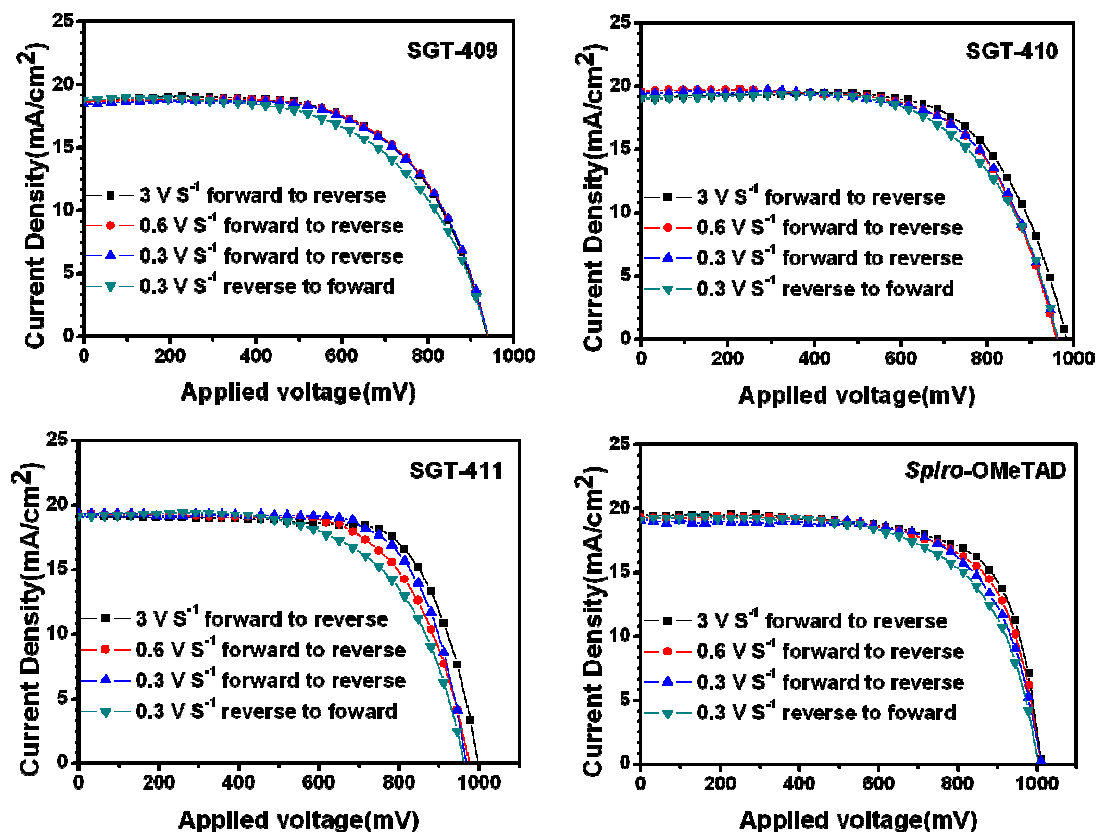 SGT-409
25
20
15
10
5
0
Current Density(mA/cm²)
3 V S⁻¹ forward to reverse
0.6 V S⁻¹ forward to reverse
0.3 V S⁻¹ forward to reverse
0.3 V S⁻¹ reverse to foward
0 200 400 600 800 1000
Applied voltage(mV)
SGT-410
25
20
15
10
5
0
Current Density(mA/cm²)
3 V S⁻¹ forward to reverse
0.6 V S⁻¹ forward to reverse
0.3 V S⁻¹ forward to reverse
0.3 V S⁻¹ reverse to foward
0 200 400 600 800 1000
Applied voltage(mV)
SGT-411
25
20
15
10
5
0
Current Density(mA/cm²)
3 V S⁻¹ forward to reverse
0.6 V S⁻¹ forward to reverse
0.3 V S⁻¹ forward to reverse
0.3 V S⁻¹ reverse to foward
0 200 400 600 800 1000
Applied voltage(mV)
Spiro-OMeTAD
25
20
15
10
5
0
Current Density(mA/cm²)
3 V S⁻¹ forward to reverse
0.6 V S⁻¹ forward to reverse
0.3 V S⁻¹ forward to reverse
0.3 V S⁻¹ reverse to foward
0 200 400 600 800 1000
Applied voltage(mV)